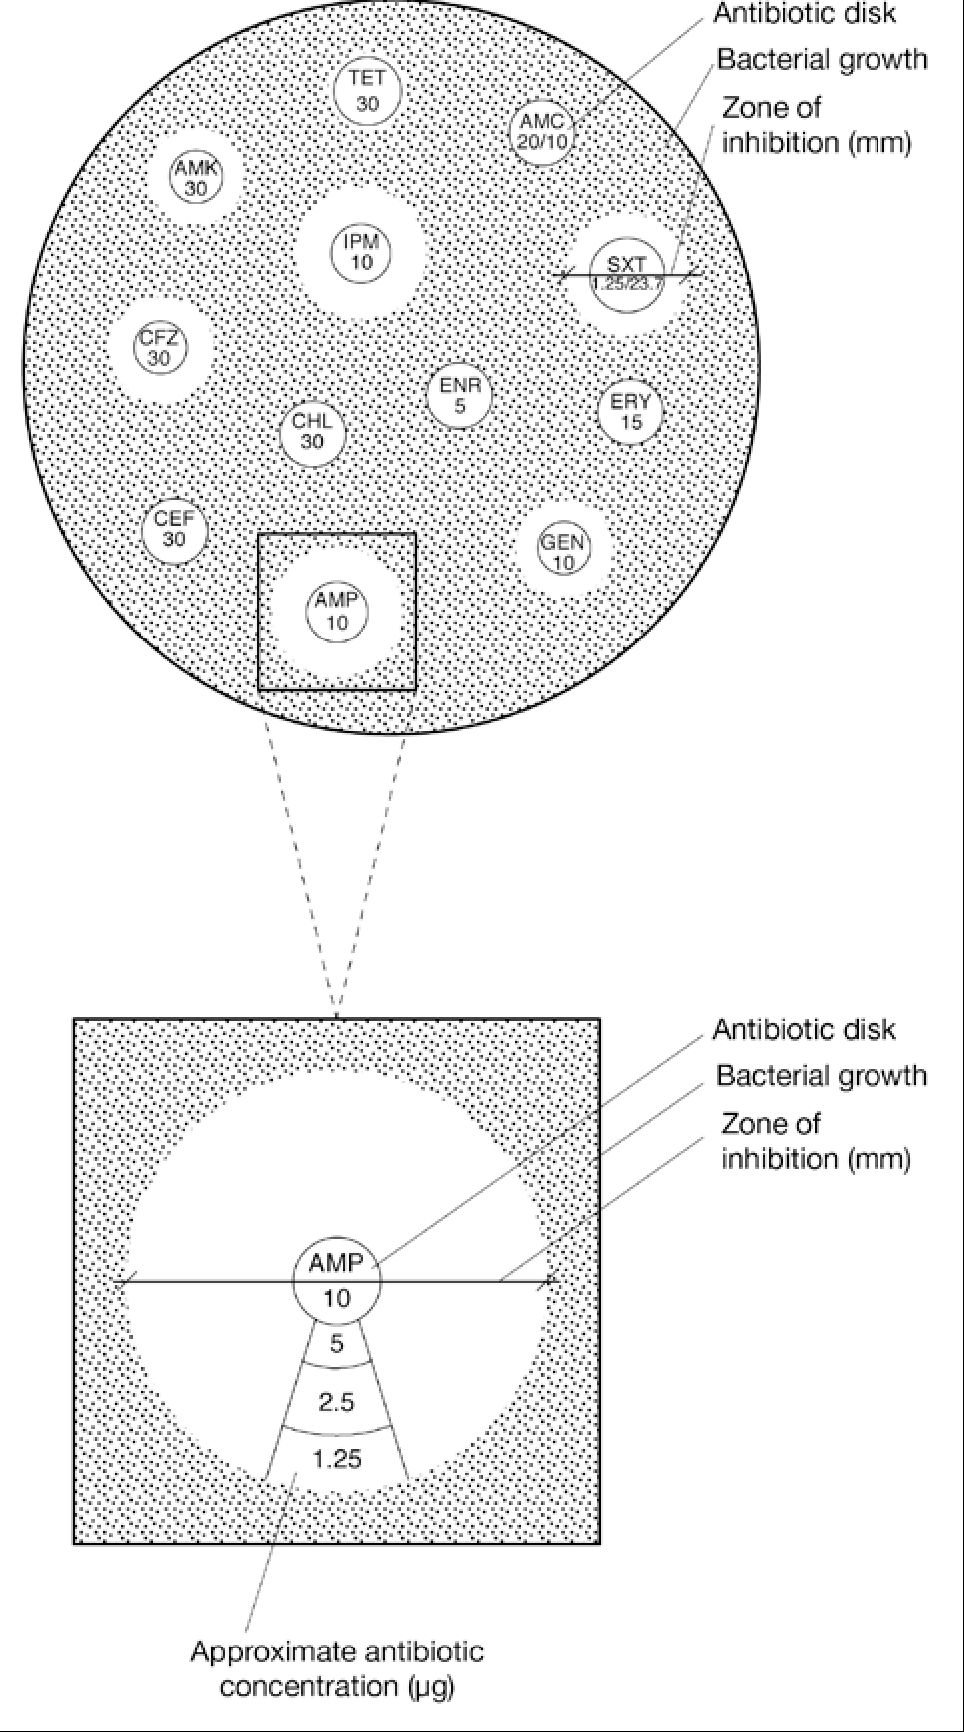 Antibiotic disk
Bacterial growth
Zone of
inhibition (mm)
TET
30
AMC
20/10
AMK
30
IPM
10
SXT
1.25/23.7
CFZ
30
ENR
5
ERY
15
CHL
30
CEF
30
GEN
10
AMP
10
Antibiotic disk
Bacterial growth
Zone of
inhibition (mm)
AMP
10
5
2.5
1.25
Approximate antibiotic
concentration (µg)